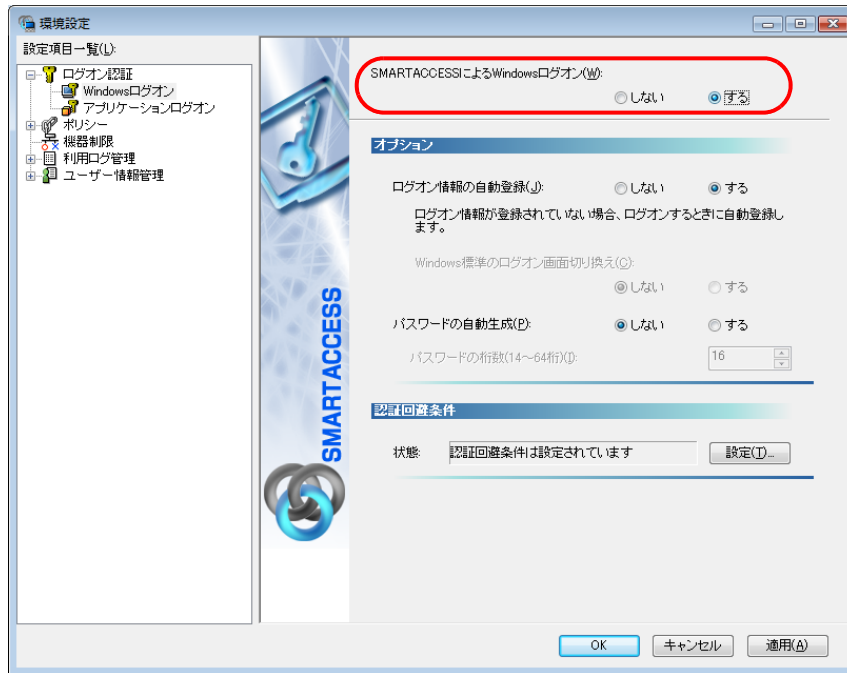 環境設定
設定項目一覧(L):
ログオン認証
Windowsログオン
アプリケーションログオン
ポリシー
機器制限
利用ログ管理
ユーザー情報管理
SMARTACCESS
SMARTACCESSによるWindowsログオン(W):
しない する
オプション
ログオン情報の自動登録(J): しない する
ログオン情報が登録されていない場合、ログオンするときに自動登録し
ます。
Windows標準のログオン画面切り換え(C):
しない する
パスワードの自動生成(P): しない する
パスワードの桁数(14～64桁)(I): 16
認証回避条件
状態: 認証回避条件は設定されています 設定(T)...
OK キャンセル 適用(A)